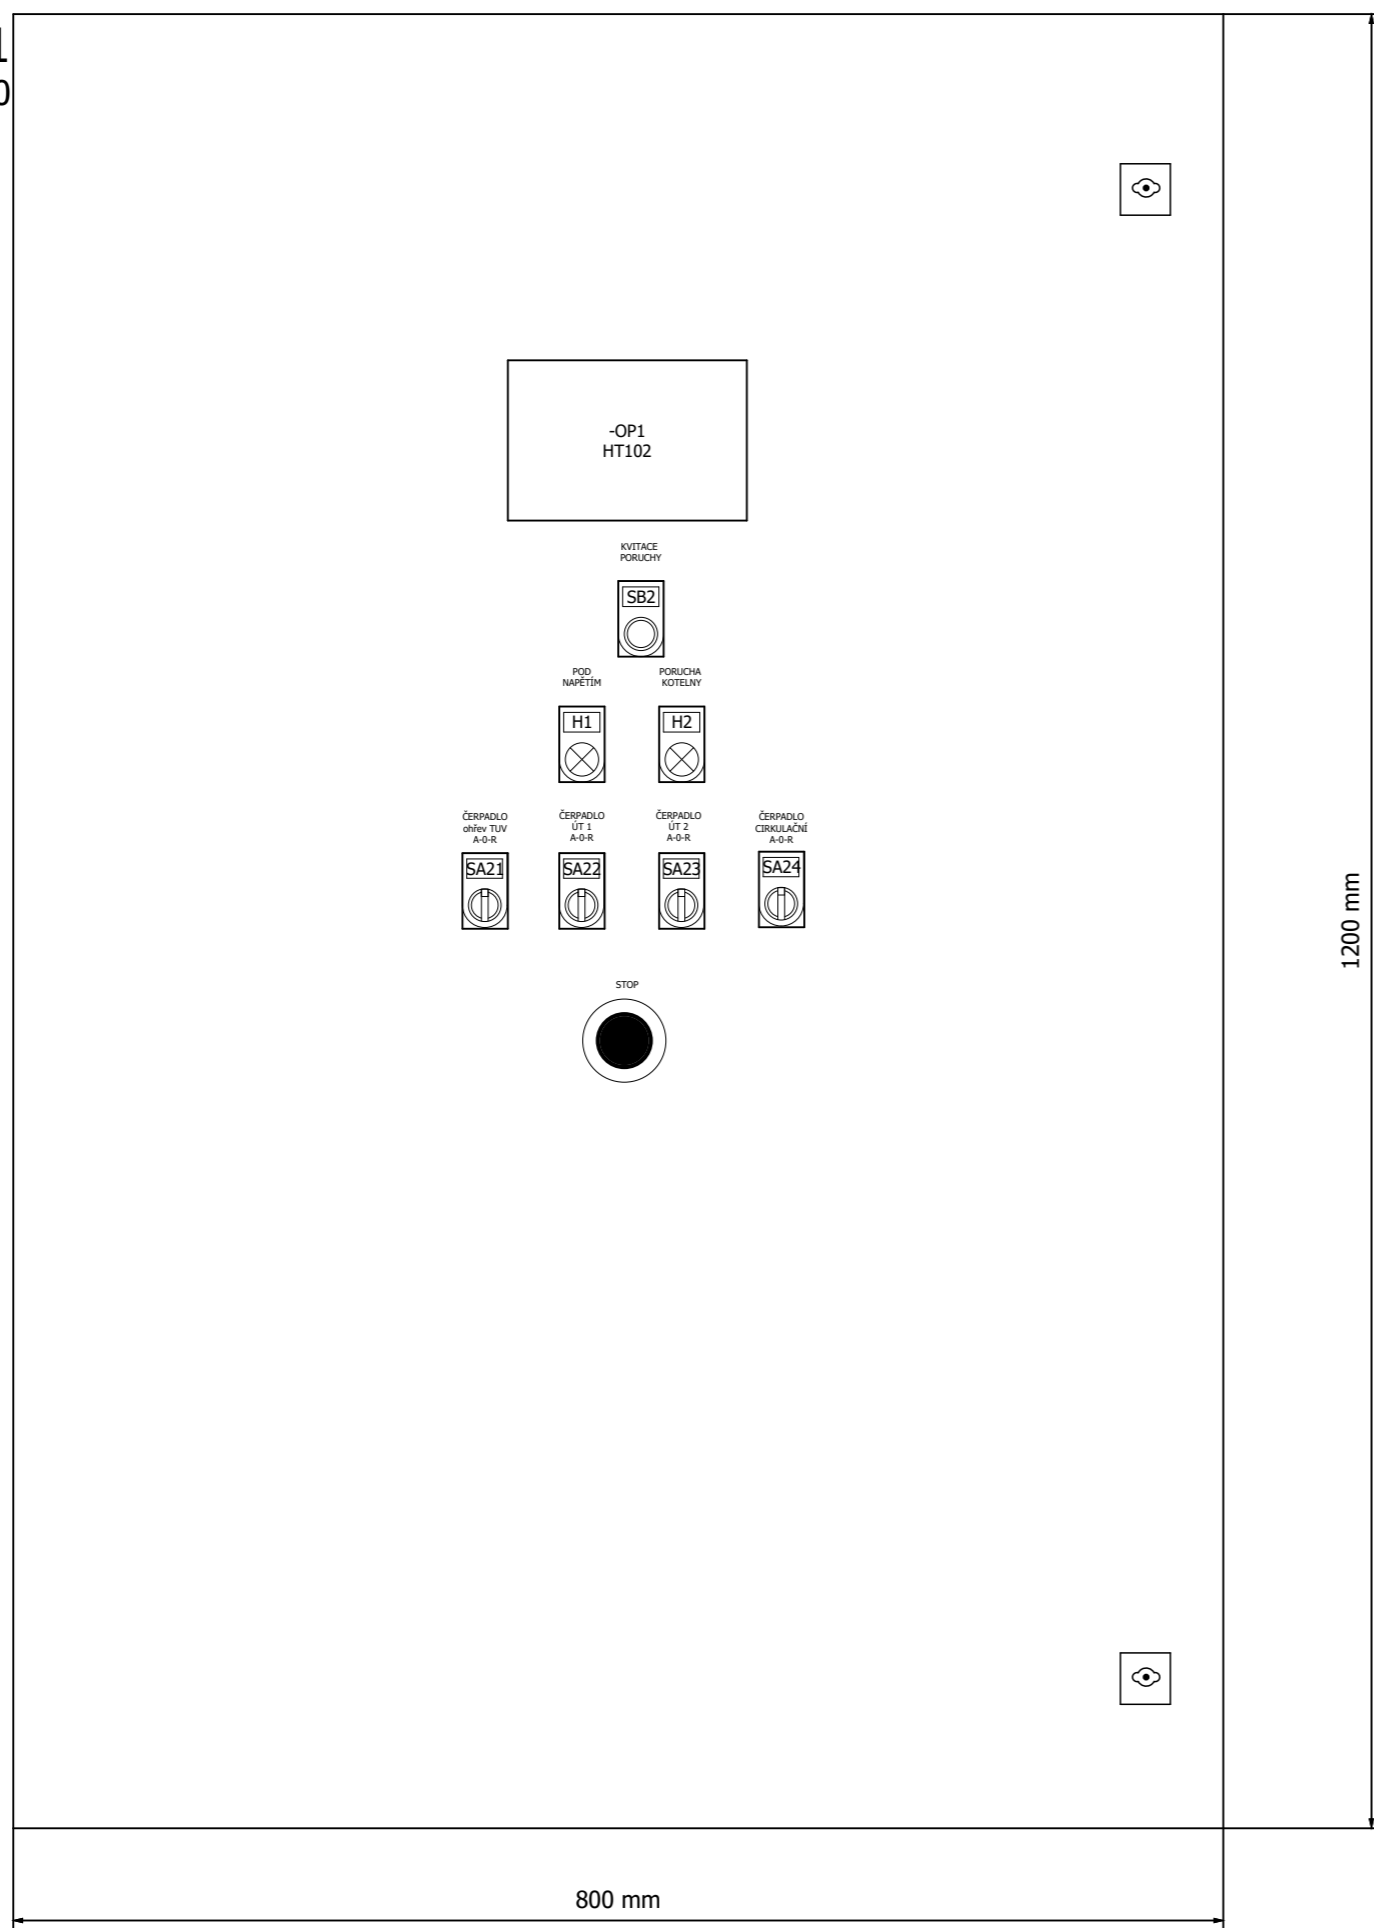 -OP1
HT102
KVITACE
PORUCHY
SB2
POD
NAPĚTÍM
PORUCHA
KOTELNY
H1
H2
ČERPADLO
ohřev TUV
A-0-R
ČERPADLO
ÚT 1
A-0-R
ČERPADLO
ÚT 2
A-0-R
ČERPADLO
CIRKULAČNÍ
A-0-R
SA21
SA22
SA23
SA24
STOP
1200 mm
800 mm